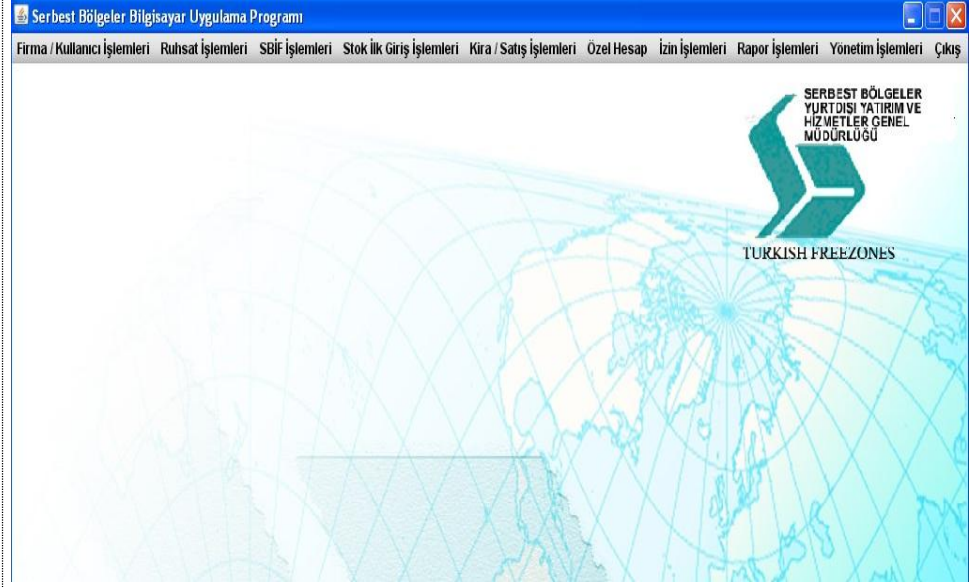 Serbest Bölgeler Bilgisayar Uygulama Programı
Firma / Kullanıcı İşlemleri Ruhsat İşlemleri SBİF İşlemleri Stok İlk Giriş İşlemleri Kira / Satış İşlemleri Özel Hesap İzin İşlemleri Rapor İşlemleri Yönetim İşlemleri Çıkış
SERBEST BÖLGELER
YURTDIŞI YATIRIM VE
HİZMETLER GENEL
MÜDÜRLÜĞÜ
TURKISH FREEZONES